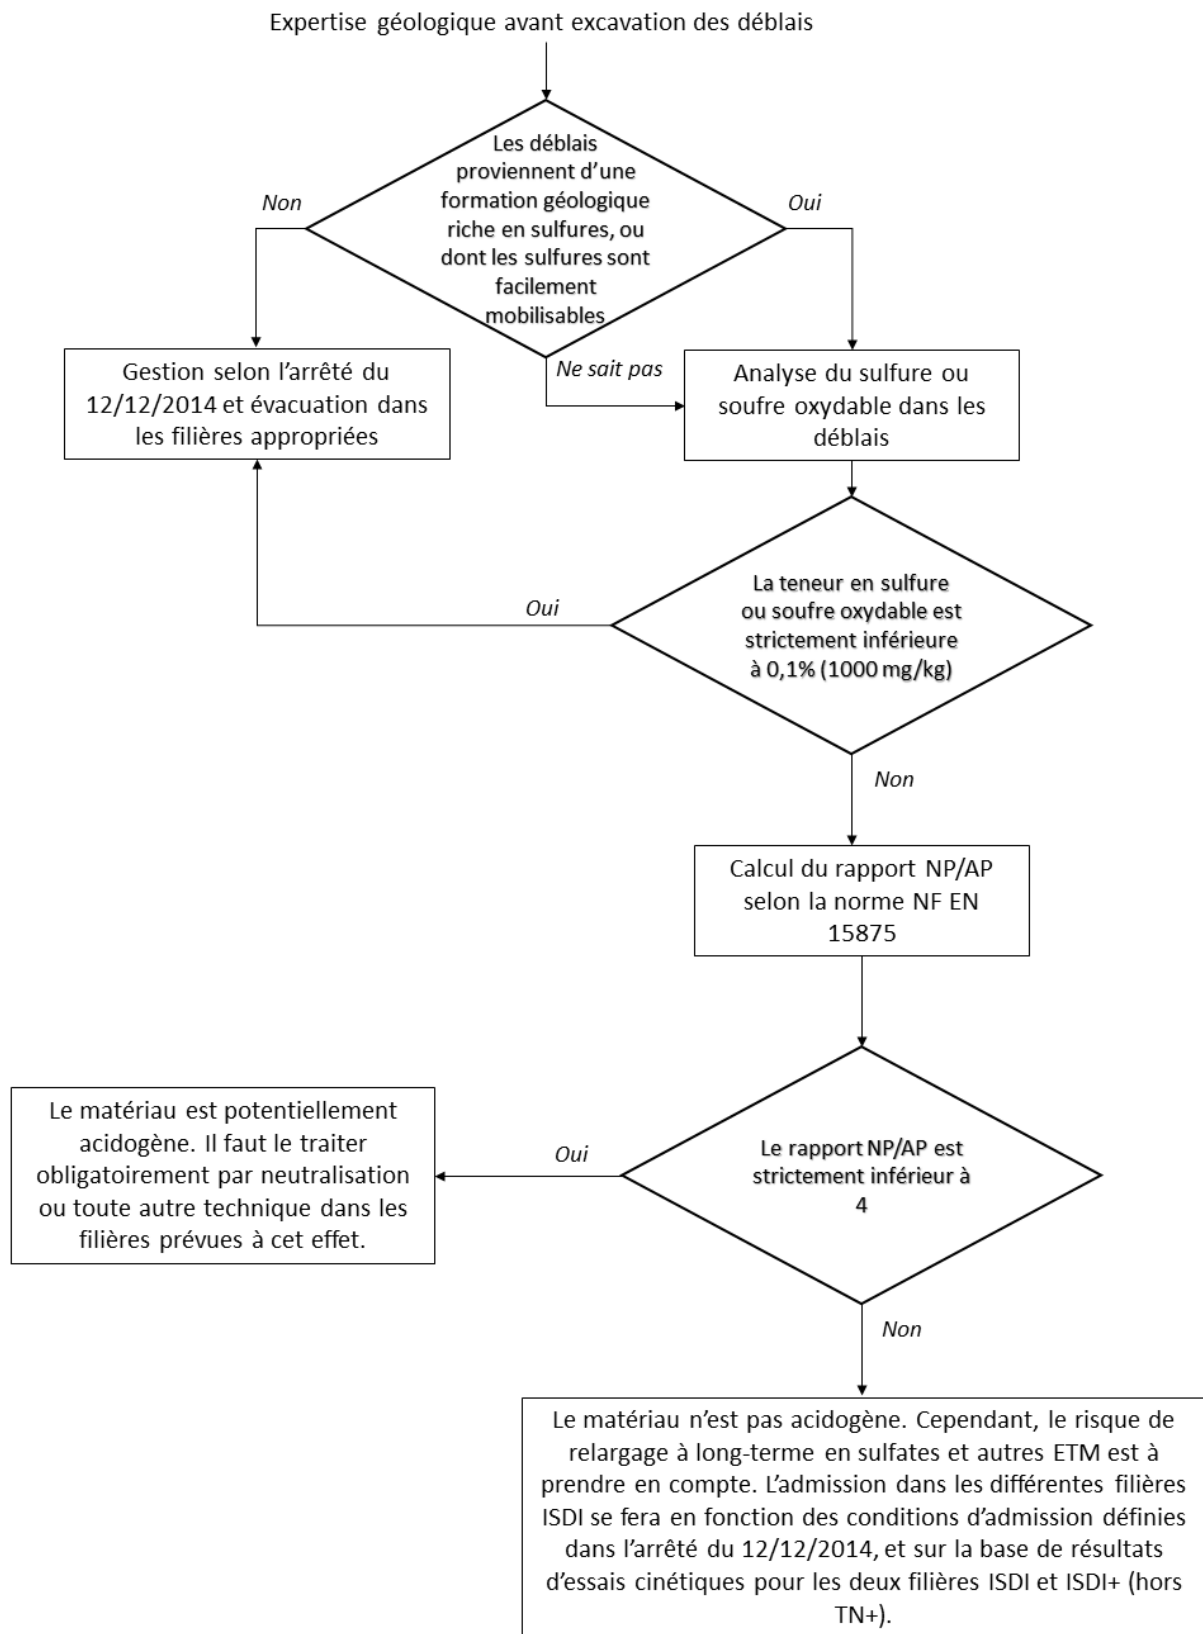 Expertise géologique avant excavation des déblais
Les déblais
proviennent d’une
formation géologique
riche en sulfures, ou
dont les sulfures sont
facilement
mobilisables
Non
Oui
Ne sait pas
Gestion selon l’arrêté du
12/12/2014 et évacuation dans
les filières appropriées
Analyse du sulfure ou
soufre oxydable dans les
déblais
La teneur en sulfure
ou soufre oxydable est
strictement inférieure
à 0,1% (1000 mg/kg)
Oui
Non
Calcul du rapport NP/AP
selon la norme NF EN
15875
Le rapport NP/AP est
strictement inférieur à
4
Oui
Le matériau est potentiellement
acidogène. Il faut le traiter
obligatoirement par neutralisation
ou toute autre technique dans les
filières prévues à cet effet.
Non
Le matériau n’est pas acidogène. Cependant, le risque de
relargage à long-terme en sulfates et autres ETM est à
prendre en compte. L’admission dans les différentes filières
ISDI se fera en fonction des conditions d’admission définies
dans l’arrêté du 12/12/2014, et sur la base de résultats
d’essais cinétiques pour les deux filières ISDI et ISDI+ (hors
TN+).